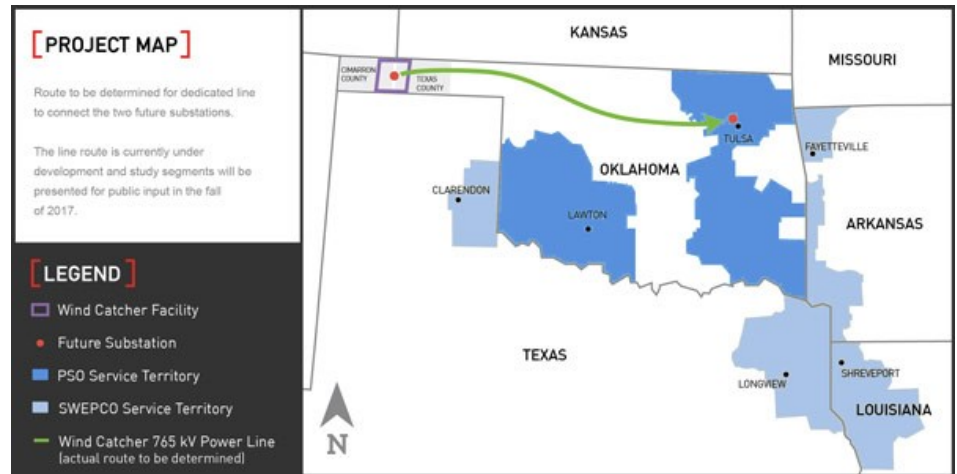 [PROJECT MAP]
Route to be determined for dedicated line
to connect the two future substations.
The line route is currently under
development and study segments will be
presented for public input in the fall
of 2017.
[LEGEND]
Wind Catcher Facility
Future Substation
PSO Service Territory
SWEPCO Service Territory
Wind Catcher 765 kV Power Line
(actual route to be determined)
KANSAS
MISSOURI
CIMARRON
COUNTY
TEXAS
COUNTY
TULSA
FAYETTEVILLE
OKLAHOMA
CLARENDON
LAWTON
ARKANSAS
TEXAS
LONGVIEW
SHREVEPORT
LOUISIANA
N